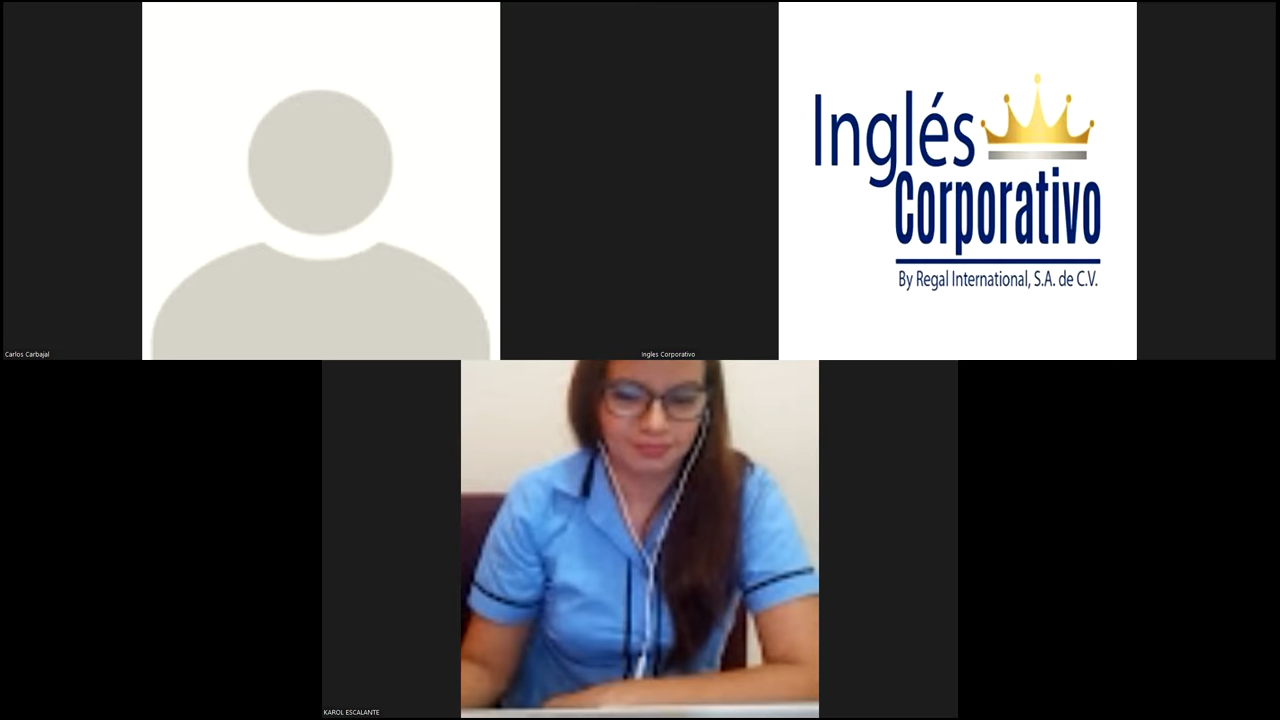 Inglés
Corporativo
By Regal International, S.A. de C.V.
Carlos Carbajal
Ingles Corporativo
KAROL ESCALANTE